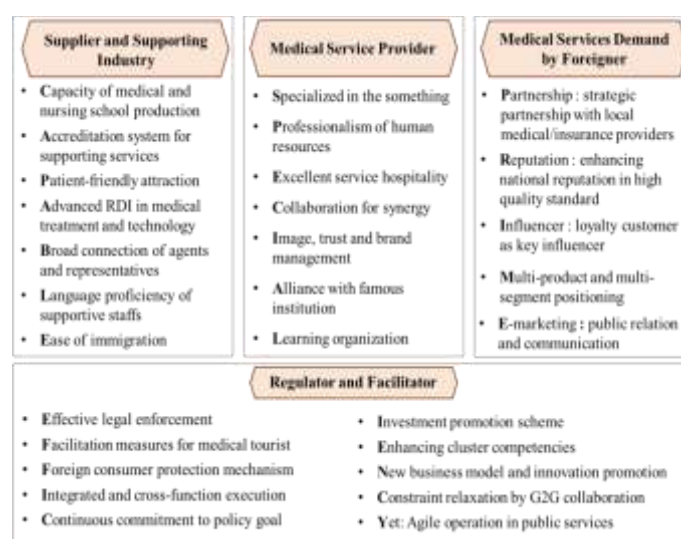 Supplier and Supporting
Industry
• Capacity of medical and
nursing school production
• Accreditation system for
supporting services
• Patient-friendly attraction
• Advanced RDI in medical
treatment and technology
• Broad connection of agents
and representatives
• Language proficiency of
supportive staffs
• Ease of immigration
Medical Service Provider
• Specialized in the something
• Professionalism of human
resources
• Excellent service hospitality
• Collaboration for synergy
• Image, trust and brand
management
• Alliance with famous
institution
• Learning organization
Medical Services Demand
by Foreigner
• Partnership : strategic
partnership with local
medical/insurance providers
• Reputation : enhancing
national reputation in high
quality standard
• Influencer : loyalty customer
as key influencer
• Multi-product and multi-
segment positioning
• E-marketing : public relation
and communication
Regulator and Facilitator
• Effective legal enforcement
• Facilitation measures for medical tourist
• Foreign consumer protection mechanism
• Integrated and cross-function execution
• Continuous commitment to policy goal
• Investment promotion scheme
• Enhancing cluster competencies
• New business model and innovation promotion
• Constraint relaxation by G2G collaboration
• Yet: Agile operation in public services